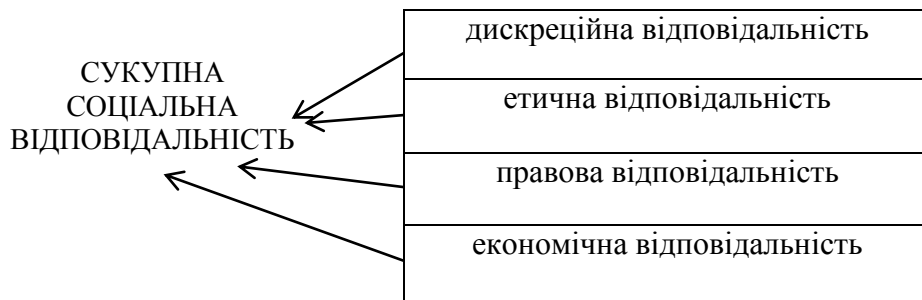 СУКУПНА
СОЦІАЛЬНА
ВІДПОВІДАЛЬНІСТЬ
дискреційна відповідальність
етична відповідальність
правова відповідальність
економічна відповідальність